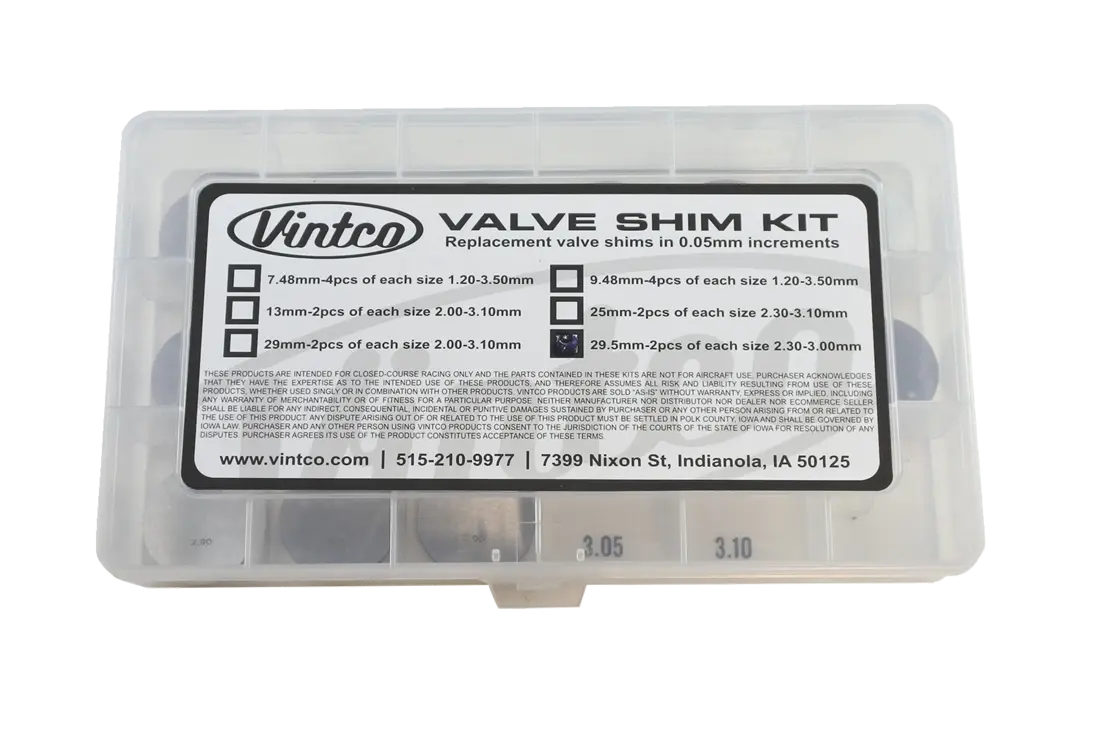 Vintco VALVE SHIM KIT
Replacement valve shims in 0.05mm increments
7.48mm-4pcs of each size 1.20-3.50mm
9.48mm-4pcs of each size 1.20-3.50mm
13mm-2pcs of each size 2.00-3.10mm
25mm-2pcs of each size 2.30-3.10mm
29mm-2pcs of each size 2.00-3.10mm
29.5mm-2pcs of each size 2.30-3.00mm
THESE PRODUCTS ARE INTENDED FOR CLOSED-COURSE RACING ONLY AND THE PARTS CONTAINED IN THESE KITS ARE NOT FOR AIRCRAFT USE. PURCHASER ACKNOWLEDGES
THAT THEY HAVE THE EXPERTISE AS TO THE INTENDED USE OF THESE PRODUCTS, AND THEREFORE ASSUMES ALL RISK AND LIABILITY RESULTING FROM USE OF THESE
PRODUCTS, WHETHER USED SINGLY OR IN COMBINATION WITH OTHER PRODUCTS. VINTCO PRODUCTS ARE SOLD "AS-IS" WITHOUT WARRANTY, EXPRESS OR IMPLIED, INCLUDING
ANY WARRANTY OF MERCHANTABILITY OR OF FITNESS FOR A PARTICULAR PURPOSE. NEITHER MANUFACTURER NOR DISTRIBUTOR NOR DEALER NOR ECOMMERCE SELLER
SHALL BE LIABLE FOR ANY INDIRECT, CONSEQUENTIAL, INCIDENTAL OR PUNITIVE DAMAGES SUSTAINED BY PURCHASER OR ANY OTHER PERSON ARISING FROM OR RELATED TO
THE USE OF THIS PRODUCT. ANY DISPUTE ARISING OUT OF OR RELATED TO THE USE OF THIS PRODUCT MUST BE SETTLED IN POLK COUNTY, IOWA AND SHALL BE GOVERNED BY
IOWA LAW. PURCHASER AND ANY OTHER PERSON USING VINTCO PRODUCTS CONSENT TO THE JURISDICTION OF THE COURTS OF THE STATE OF IOWA FOR RESOLUTION OF ANY
DISPUTES. PURCHASER AGREES ITS USE OF THE PRODUCT CONSTITUTES ACCEPTANCE OF THESE TERMS.
www.vintco.com | 515-210-9977 | 7399 Nixon St, Indianola, IA 50125
2.90
3.05
3.10